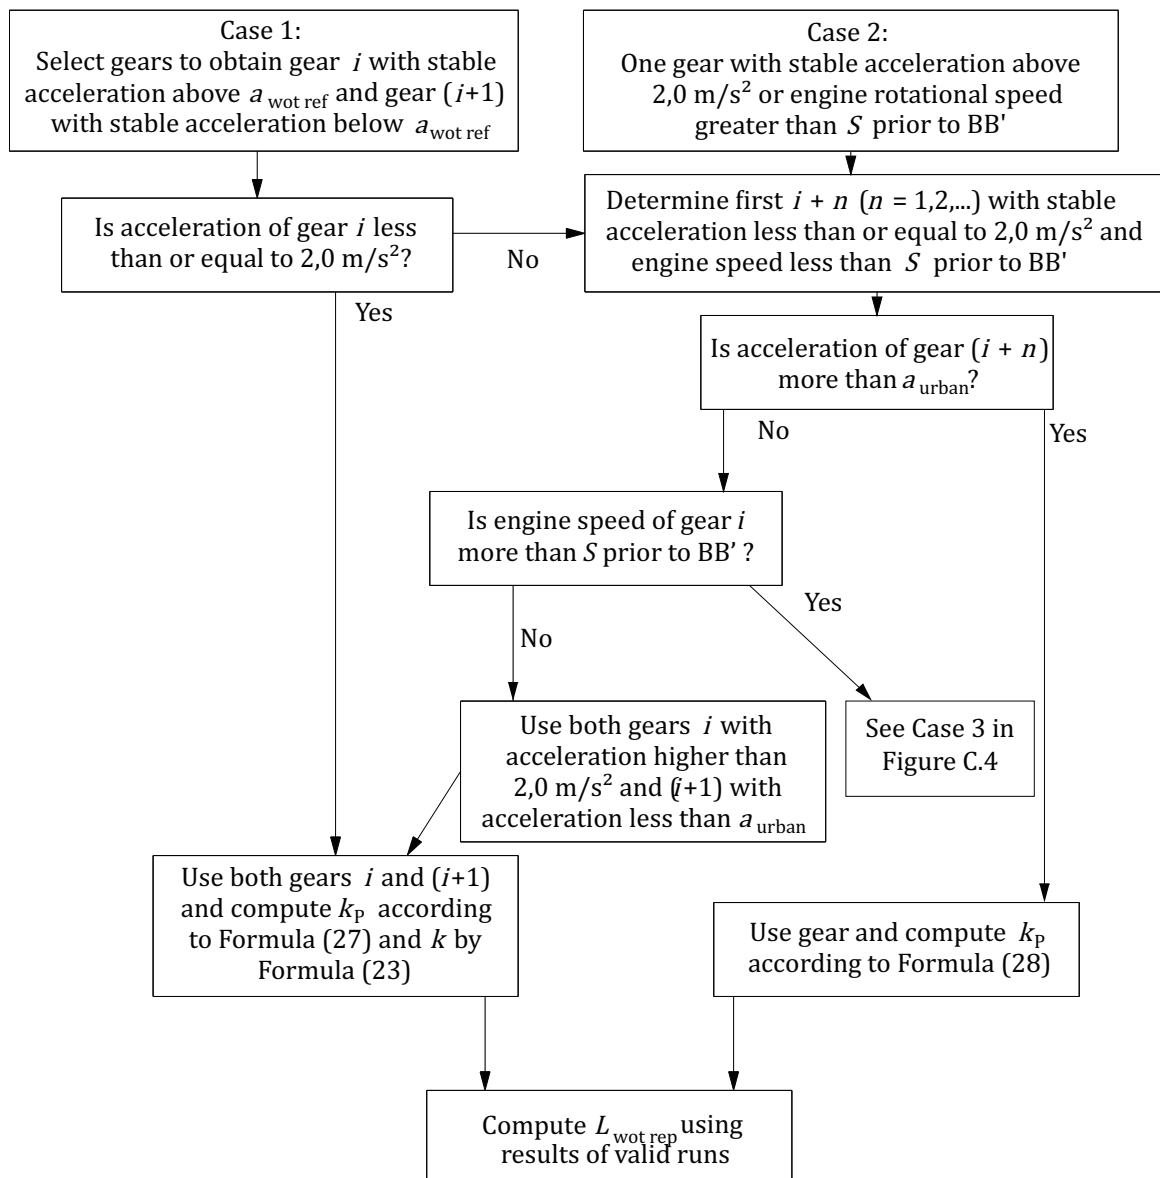 Case 1:
Select gears to obtain gear i with stable
acceleration above a wot ref and gear (i+1)
with stable acceleration below a wot ref
Case 2:
One gear with stable acceleration above
2,0 m/s² or engine rotational speed
greater than S prior to BB'
Is acceleration of gear i less
than or equal to 2,0 m/s²?
No
Determine first i + n (n = 1,2,...) with stable
acceleration less than or equal to 2,0 m/s² and
engine speed less than S prior to BB'
Yes
Is acceleration of gear (i + n)
more than a urban?
No
Yes
Is engine speed of gear i
more than S prior to BB’ ?
Yes
No
Use both gears i with
acceleration higher than
2,0 m/s² and (i+1) with
acceleration less than a urban
See Case 3 in
Figure C.4
Use both gears i and (i+1)
and compute kP according
to Formula (27) and k by
Formula (23)
Use gear and compute kP
according to Formula (28)
Compute L wot rep using
results of valid runs